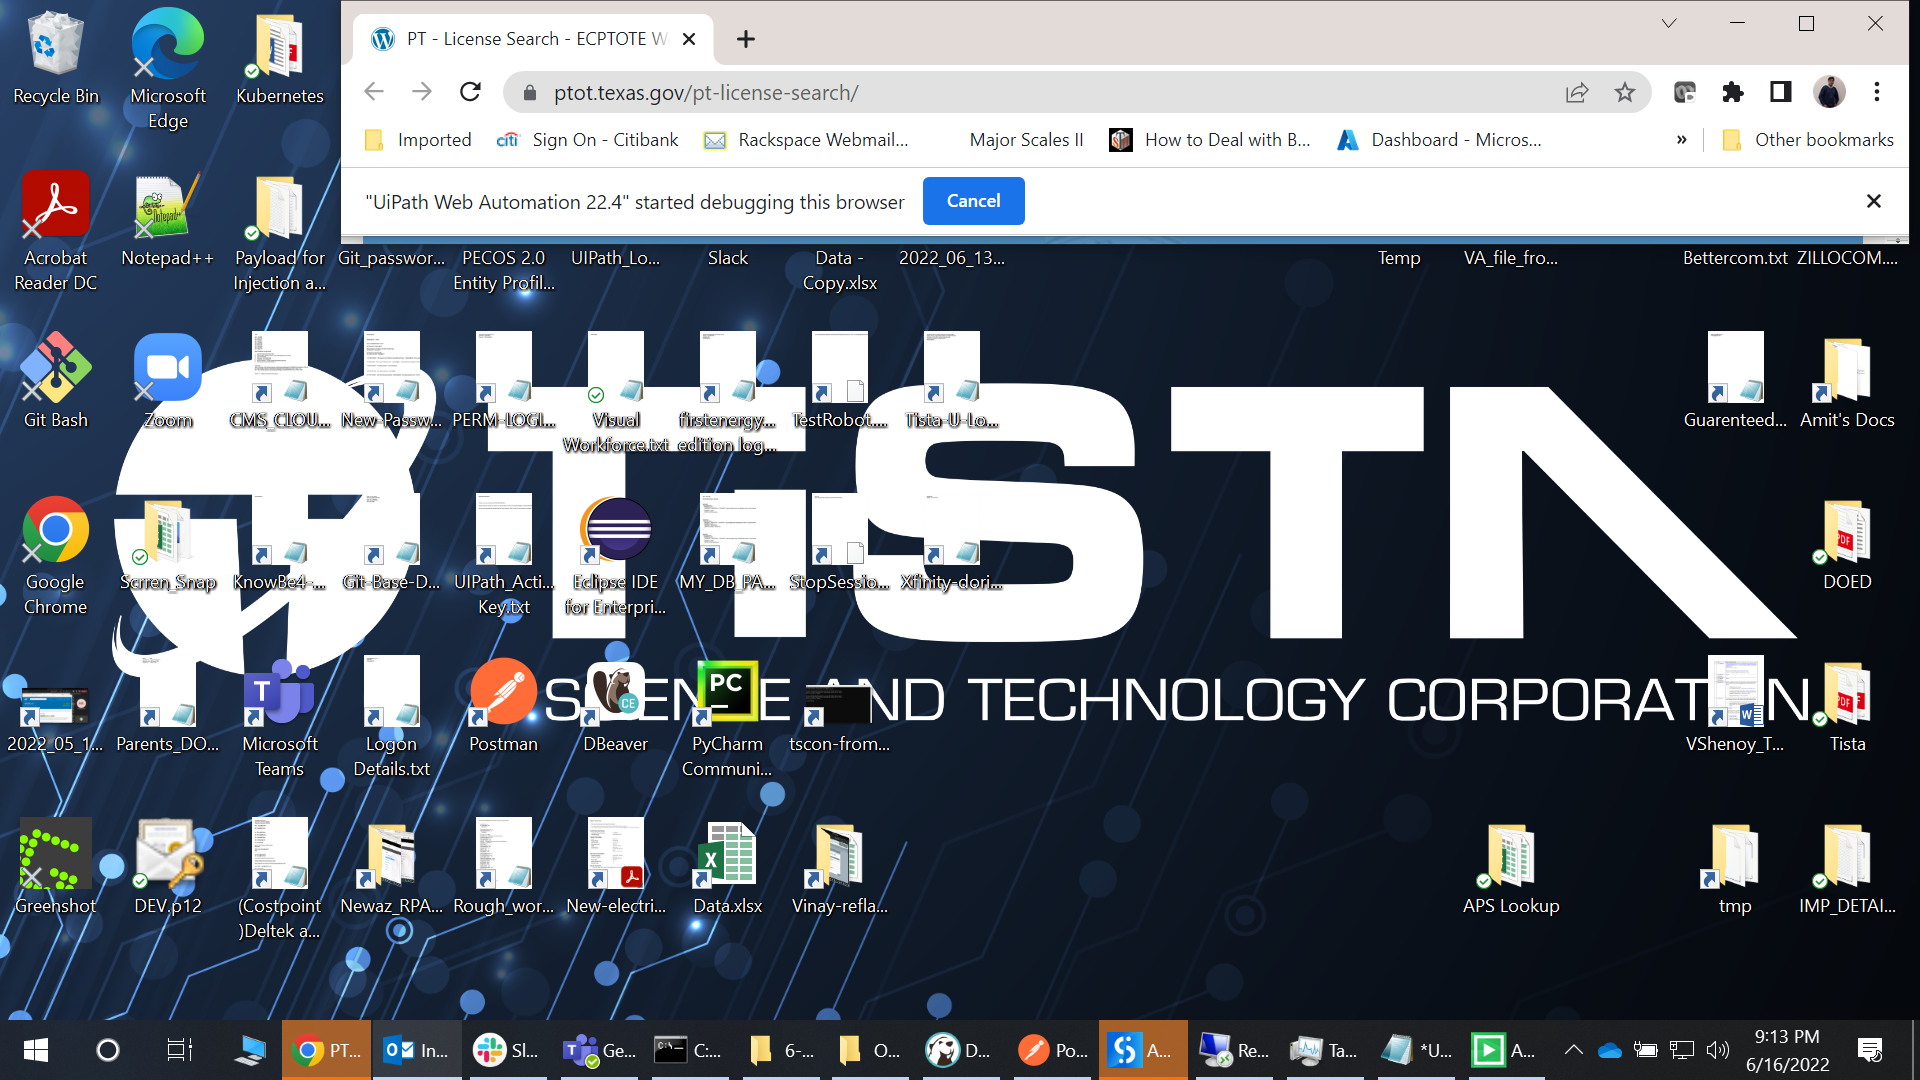 PT - License Search - ECPTOTE W
ptot.texas.gov/pt-license-search/
Imported
citi
Sign On - Citibank
Rackspace Webmail...
Major Scales II
How to Deal with B...
Dashboard - Micros...
»
Other bookmarks
"UiPath Web Automation 22.4" started debugging this browser
Cancel
Recycle Bin
Microsoft
Edge
Kubernetes
Acrobat
Reader DC
Notepad++
Payload for
Injection a...
Git_passwor...
PECOS 2.0
Entity Profil...
UIPath_Lo...
Slack
Data -
Copy.xlsx
2022_06_13...
Temp
VA_file_fro...
Bettercom.txt
ZILLOCOM....
Git Bash
Zoom
CMS_CLOU...
New-Passw...
PERM-LOGI...
Visual
Workforce.txt
firstenergy...
edition log...
TestRobot....
Tista-U-Lo...
Guarenteed...
Amit's Docs
TiSTA
Google
Chrome
Scrren_Snap
KnowBe4-...
Git-Base-D...
UIPath_Acti...
Key.txt
Eclipse IDE
for Enterpri...
MY_DB_PA...
StopSessio...
Xfinity-dori...
PDF
DOED
SCIENCE AND TECHNOLOGY CORPORATION
T
CE
PC
W
PDF
2022_05_1...
Parents_DO...
Microsoft
Teams
Logon
Details.txt
Postman
DBeaver
PyCharm
Communi...
tscon-from...
VShenoy_T...
Tista
X
Greenshot
DEV.p12
(Costpoint
)Deltek a...
Newaz_RPA...
Rough_wor...
New-electri...
Data.xlsx
Vinay-refla...
APS Lookup
tmp
IMP_DETAI...
PT...
In...
Sl...
Ge...
C:...
6-...
O...
D...
Po...
A...
Re...
Ta...
*U...
A...
9:13 PM
6/16/2022